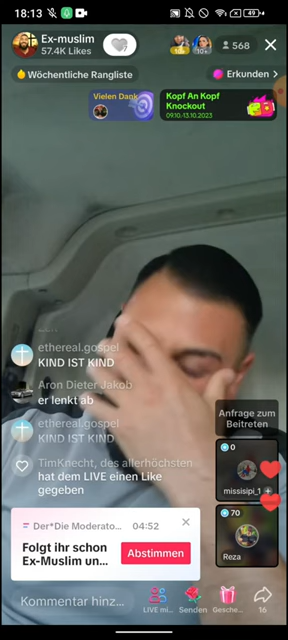 18:13
49
Ex-muslim
57.4K Likes
10k
10+
568
Wöchentliche Rangliste
Erkunden >
Vielen Dank
Kopf An Kopf
Knockout
09.10-13.10.2023
ethereal.gospel
KIND IST KIND
Aron Dieter Jakob
er lenkt ab
ethereal.gospel
KIND IST KIND
TimKnecht, des allerhöchsten
hat dem LIVE einen Like
gegeben
Anfrage zum
Beitreten
0
missisipi_1
70
Reza
Der*Die Moderato... 04:52
Folgt ihr schon
Ex-Muslim un...
Abstimmen
Kommentar hinz...
LIVE mi...
Senden
Gesche...
16